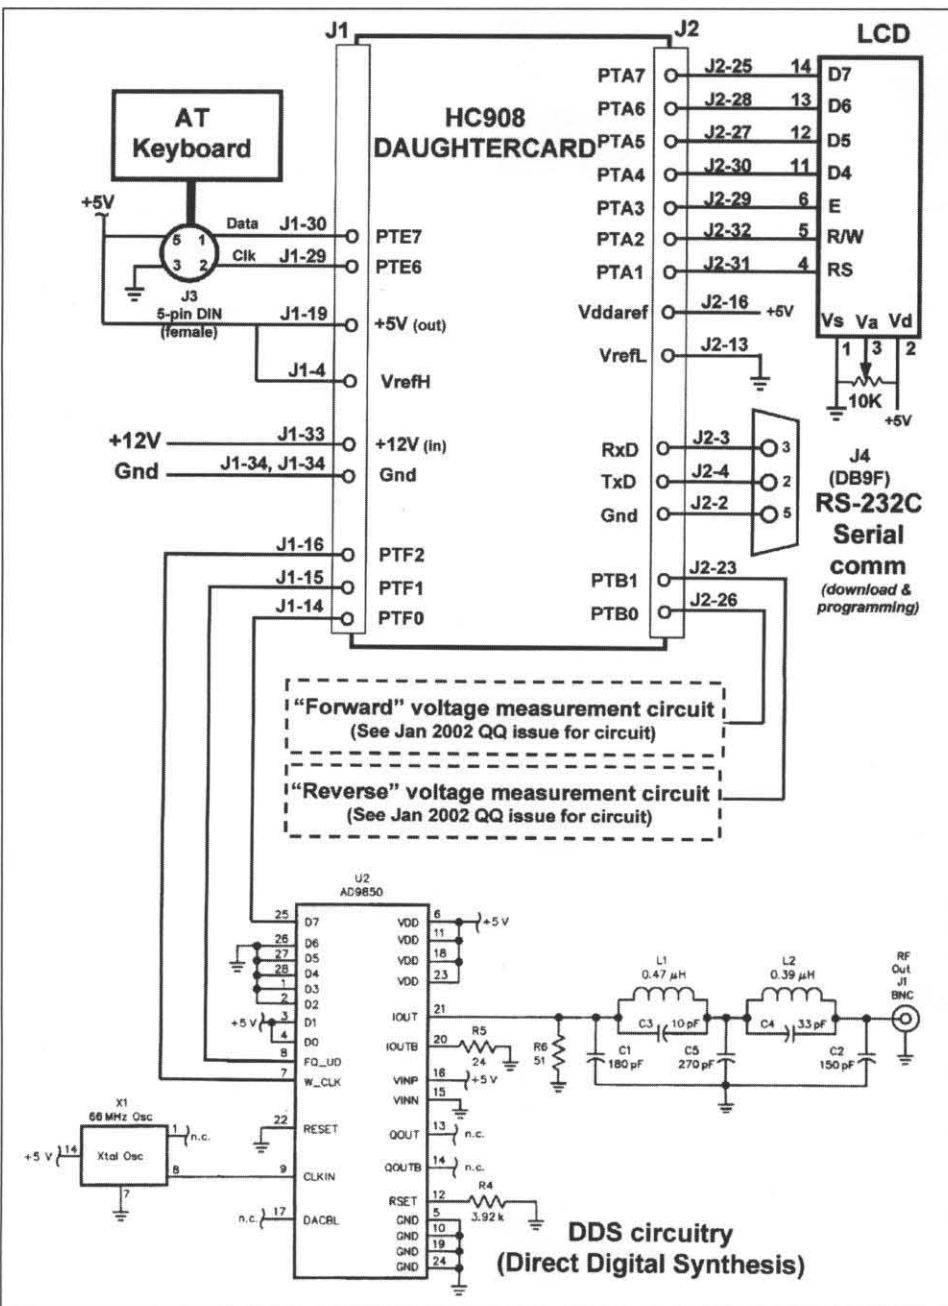 J1
J2
LCD
HC908
DAUGHTERCARD
AT
Keyboard
+5V
5 1
3 2
J3
5-pin DIN
(female)
Data J1-30 PTE7
Clk J1-29 PTE6
J1-19 +5V (out)
J1-4 VrefH
+12V J1-33 +12V (in)
Gnd J1-34, J1-34 Gnd
J1-16 PTF2
J1-15 PTF1
J1-14 PTF0
PTA7 J2-25 14 D7
PTA6 J2-28 13 D6
PTA5 J2-27 12 D5
PTA4 J2-30 11 D4
PTA3 J2-29 6 E
PTA2 J2-32 5 R/W
PTA1 J2-31 4 RS
Vddaref J2-16 +5V
VrefL J2-13
Vs Va Vd
1 3 2
10K
+5V
RxD J2-3 3
TxD J2-4 2
Gnd J2-2 5
J4
(DB9F)
RS-232C
Serial
comm
(download &
programming)
PTB1 J2-23
PTB0 J2-26
“Forward” voltage measurement circuit
(See Jan 2002 QQ issue for circuit)
“Reverse” voltage measurement circuit
(See Jan 2002 QQ issue for circuit)
U2
AD9850
25 D7
26 D6
27 D5
28 D4
1 D3
2 D2
+5 V 3 D1
4 D0
8 FQ_UD
7 W_CLK
22 RESET
9 CLKIN
n.c. 17 DACBL
X1
66 MHz Osc
Xtal Osc
1 n.c.
+5 V 14
8
7
VDD 6 +5 V
VDD 11
VDD 18
VDD 23
IOUT 21
IOUTB 20 R5
24
VINP 16 +5 V
VINN 15
QOUT 13 n.c.
QOUTB 14 n.c.
RSET 12 R4
3.92 k
GND 5
GND 10
GND 19
GND 24
R6
51
C1
180 pF
L1
0.47 µH
C3 10 pF
C5
270 pF
L2
0.39 µH
C4 33 pF
C2
150 pF
RF
Out
J1
BNC
DDS circuitry
(Direct Digital Synthesis)